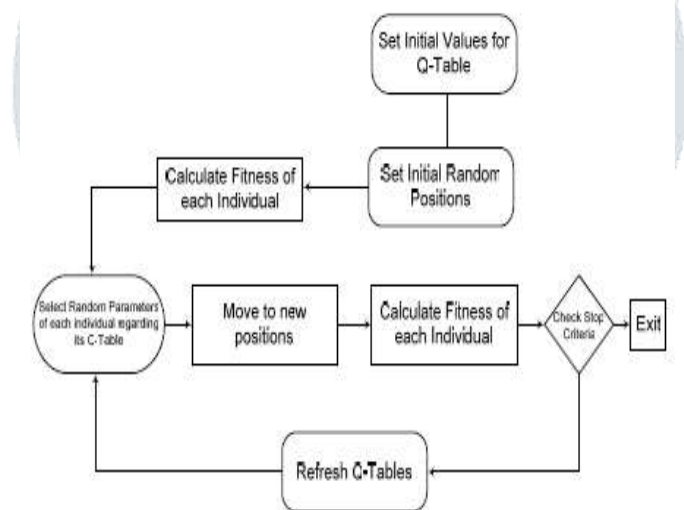 Set Initial Values for
Q-Table
Set Initial Random
Positions
Calculate Fitness of
each Individual
Select Random Parameters
of each individual regarding
its C-Table
Move to new
positions
Calculate Fitness of
each Individual
Check Stop
Criteria
Exit
Refresh Q-Tables